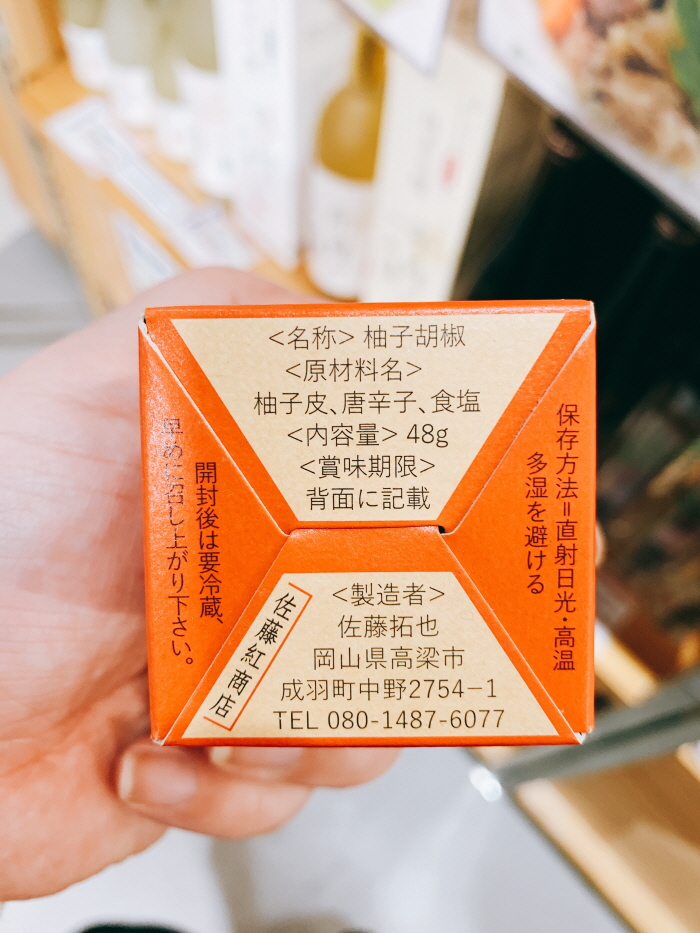 <名称> 柚子胡椒
<原材料名>
柚子皮、唐辛子、食塩
<内容量> 48g
<賞味期限>
背面に記載
保存方法=直射日光・高温
多湿を避ける
開封後は要冷蔵、
早めに召し上がり下さい。
佐藤紅商店
<製造者>
佐藤拓也
岡山県高梁市
成羽町中野2754-1
TEL 080-1487-6077